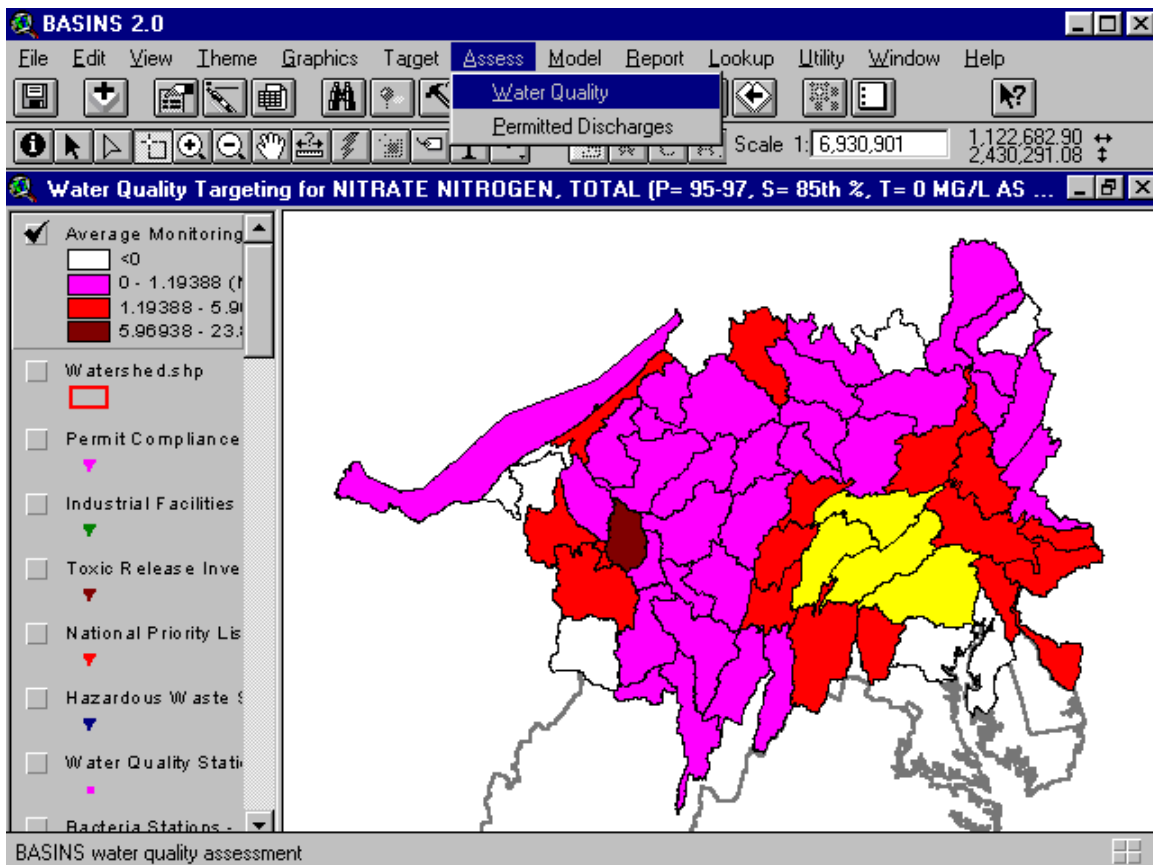 BASINS 2.0
File Edit View Theme Graphics Target Assess Model Report Lookup Utility Window Help
Water Quality
Permitted Discharges
Scale 1: 6,930,901
1,122,682.90
2,430,291.08
Water Quality Targeting for NITRATE NITROGEN, TOTAL (P= 95-97, S= 85th %, T= 0 MG/L AS ...
Average Monitoring
<0
0 - 1.19388 (
1.19388 - 5.9
5.96938 - 23.
Watershed.shp
Permit Compliance
Industrial Facilities
Toxic Release Inve
National Priority Lis
Hazardous Waste
Water Quality Stati
Bacteria Stations -
BASINS water quality assessment